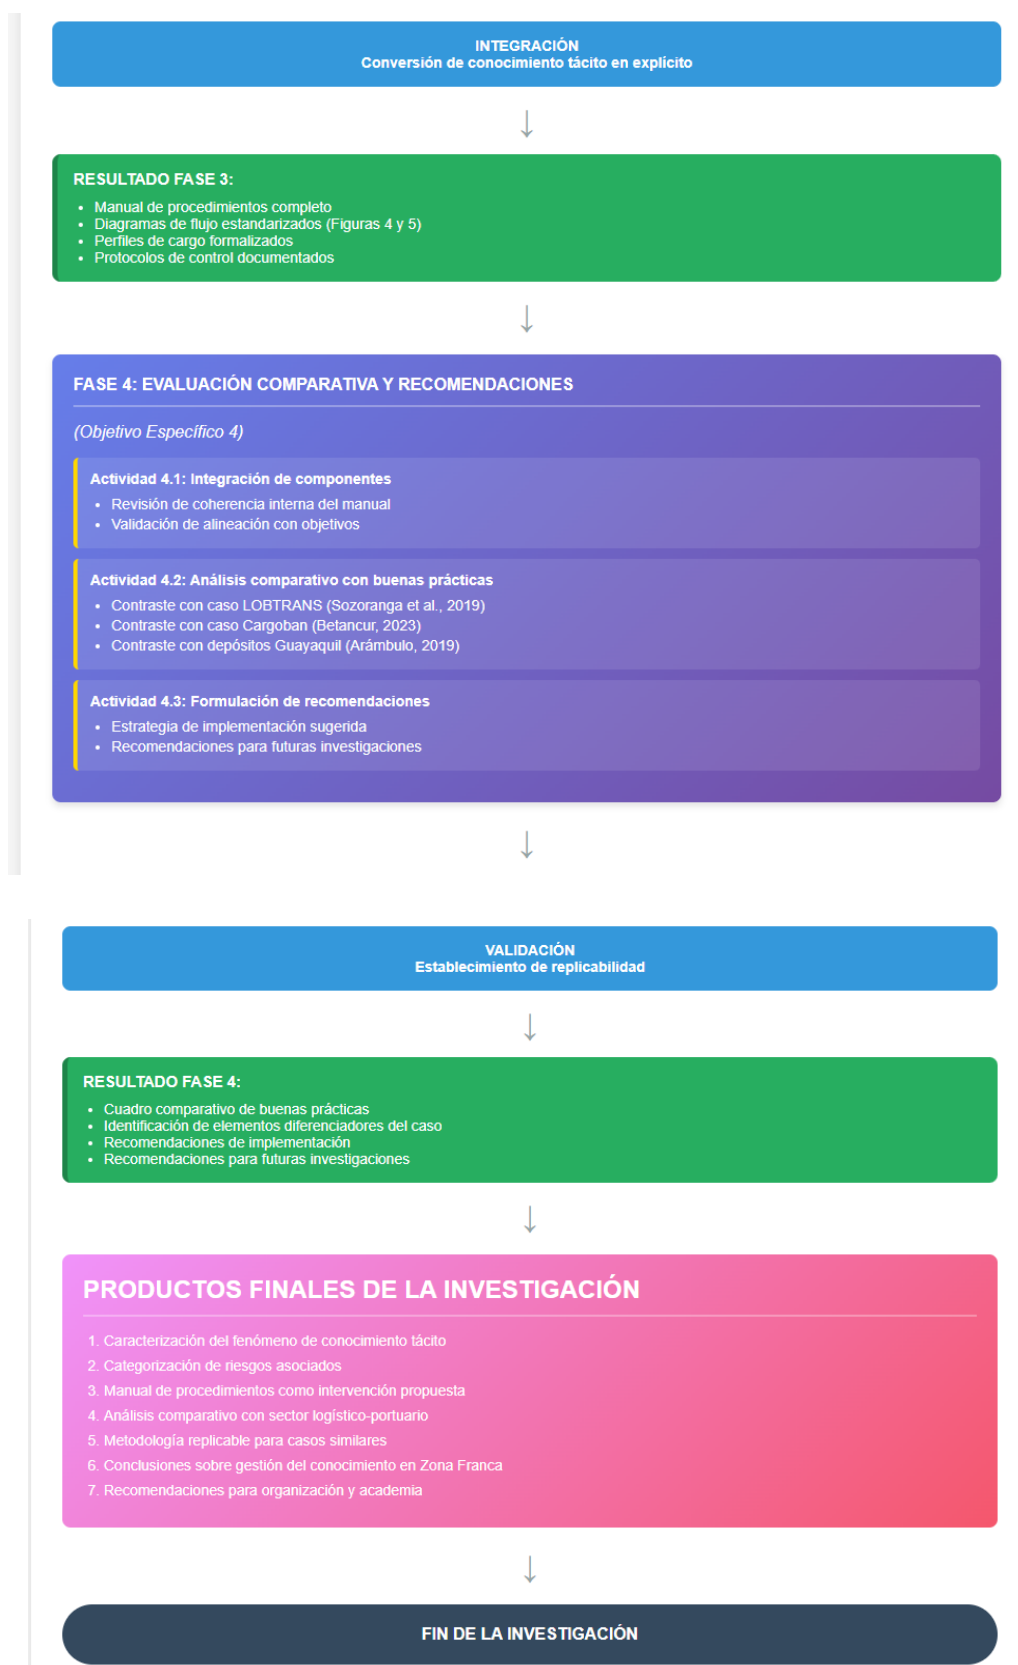 INTEGRACIÓN
Conversión de conocimiento tácito en explícito
↓
RESULTADO FASE 3:
• Manual de procedimientos completo
• Diagramas de flujo estandarizados (Figuras 4 y 5)
• Perfiles de cargo formalizados
• Protocolos de control documentados
↓
FASE 4: EVALUACIÓN COMPARATIVA Y RECOMENDACIONES
(Objetivo Específico 4)
Actividad 4.1: Integración de componentes
• Revisión de coherencia interna del manual
• Validación de alineación con objetivos
Actividad 4.2: Análisis comparativo con buenas prácticas
• Contraste con caso LOBTRANS (Sozoranga et al., 2019)
• Contraste con caso Cargoban (Betancur, 2023)
• Contraste con depósitos Guayaquil (Arámbulo, 2019)
Actividad 4.3: Formulación de recomendaciones
• Estrategia de implementación sugerida
• Recomendaciones para futuras investigaciones
↓
VALIDACIÓN
Establecimiento de replicabilidad
↓
RESULTADO FASE 4:
• Cuadro comparativo de buenas prácticas
• Identificación de elementos diferenciadores del caso
• Recomendaciones de implementación
• Recomendaciones para futuras investigaciones
↓
PRODUCTOS FINALES DE LA INVESTIGACIÓN
1. Caracterización del fenómeno de conocimiento tácito
2. Categorización de riesgos asociados
3. Manual de procedimientos como intervención propuesta
4. Análisis comparativo con sector logístico-portuario
5. Metodología replicable para casos similares
6. Conclusiones sobre gestión del conocimiento en Zona Franca
7. Recomendaciones para organización y academia
↓
FIN DE LA INVESTIGACIÓN